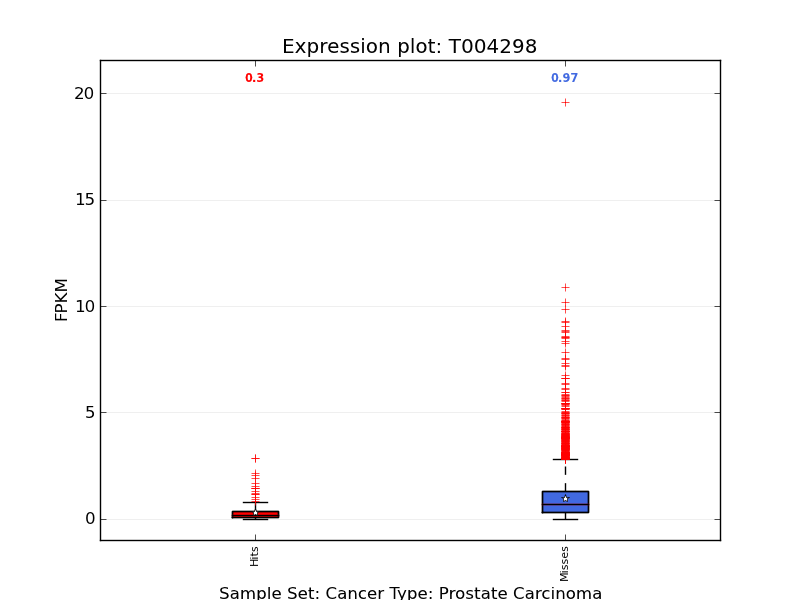 Expression plot: T004298
0.3
0.97
20
15
10
5
0
FPKM
Hits
Misses
Sample Set: Cancer Type: Prostate Carcinoma